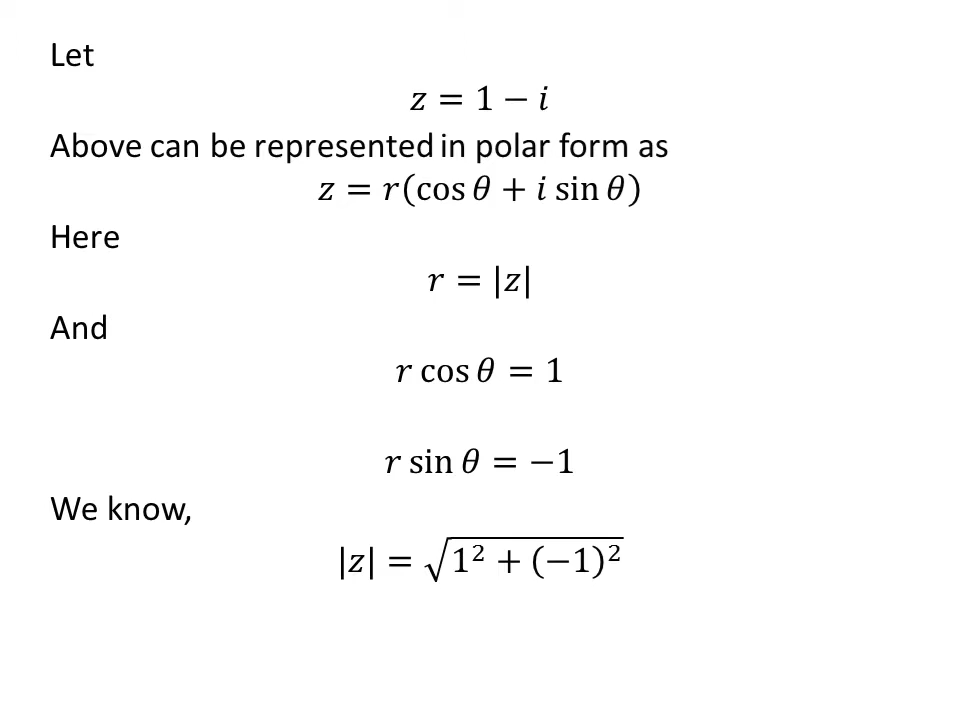 Let
𝑧 = 1 − 𝑖
Above can be represented in polar form as
𝑧 = 𝑟(cos 𝜃 + 𝑖 sin 𝜃)
Here
𝑟 = |𝑧|
And
𝑟 cos 𝜃 = 1
𝑟 sin 𝜃 = −1
We know,
|𝑧| = √(1² + (−1)²)